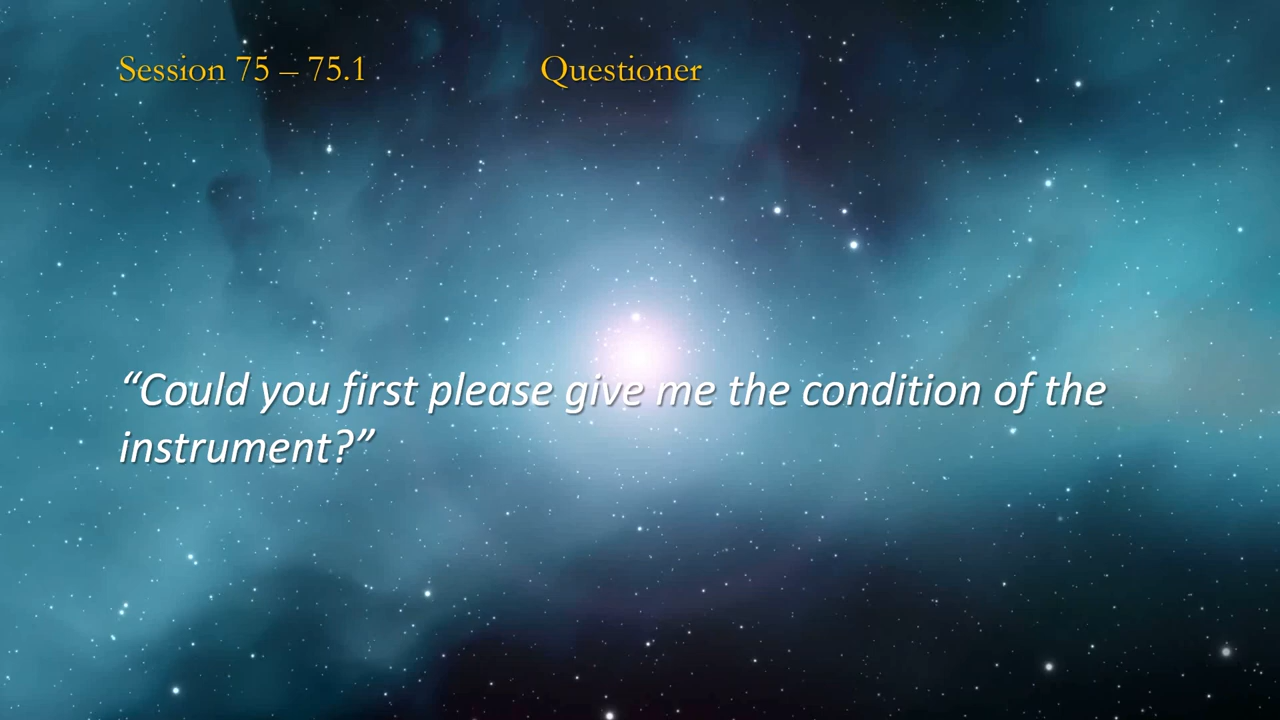 Session 75 – 75.1 Questioner
“Could you first please give me the condition of the
instrument?”